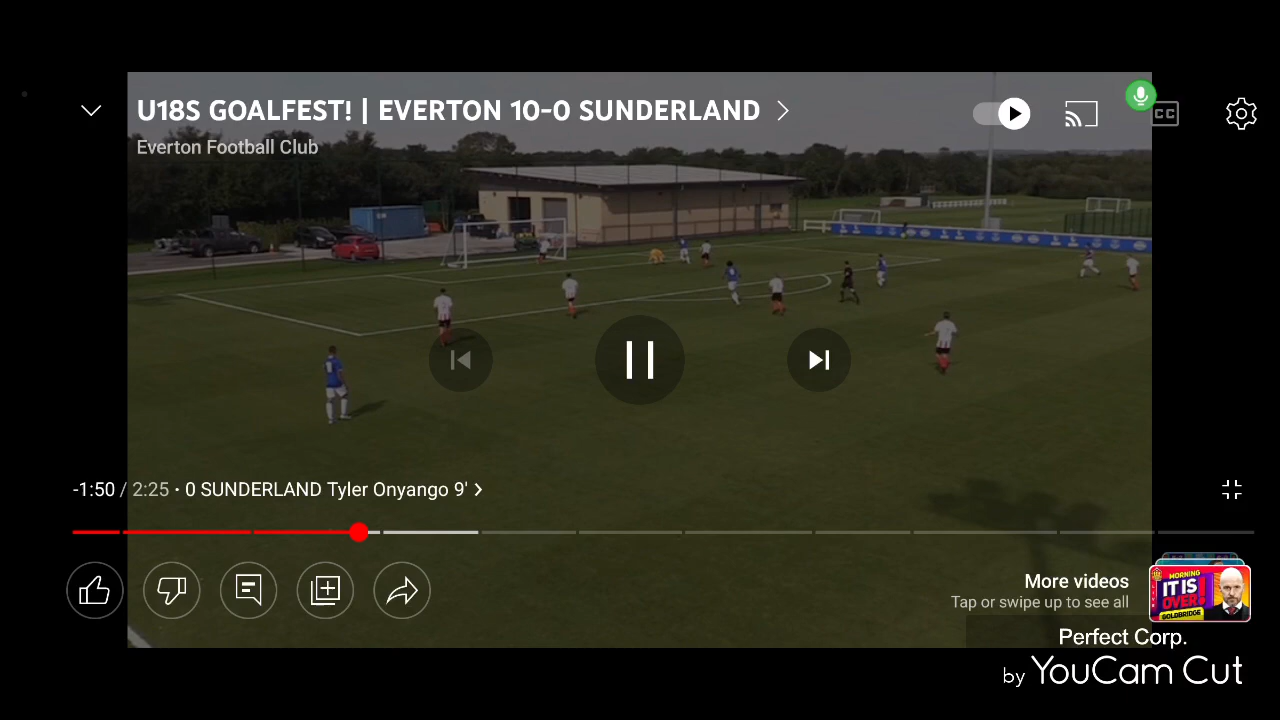 U18S GOALFEST! | EVERTON 10-0 SUNDERLAND
Everton Football Club
CC
-1:50 / 2:25 • 0 SUNDERLAND Tyler Onyango 9'
More videos
Tap or swipe up to see all
MORNING
IT IS
OVER!
GOLDBRIDGE
Perfect Corp.
by YouCam Cut